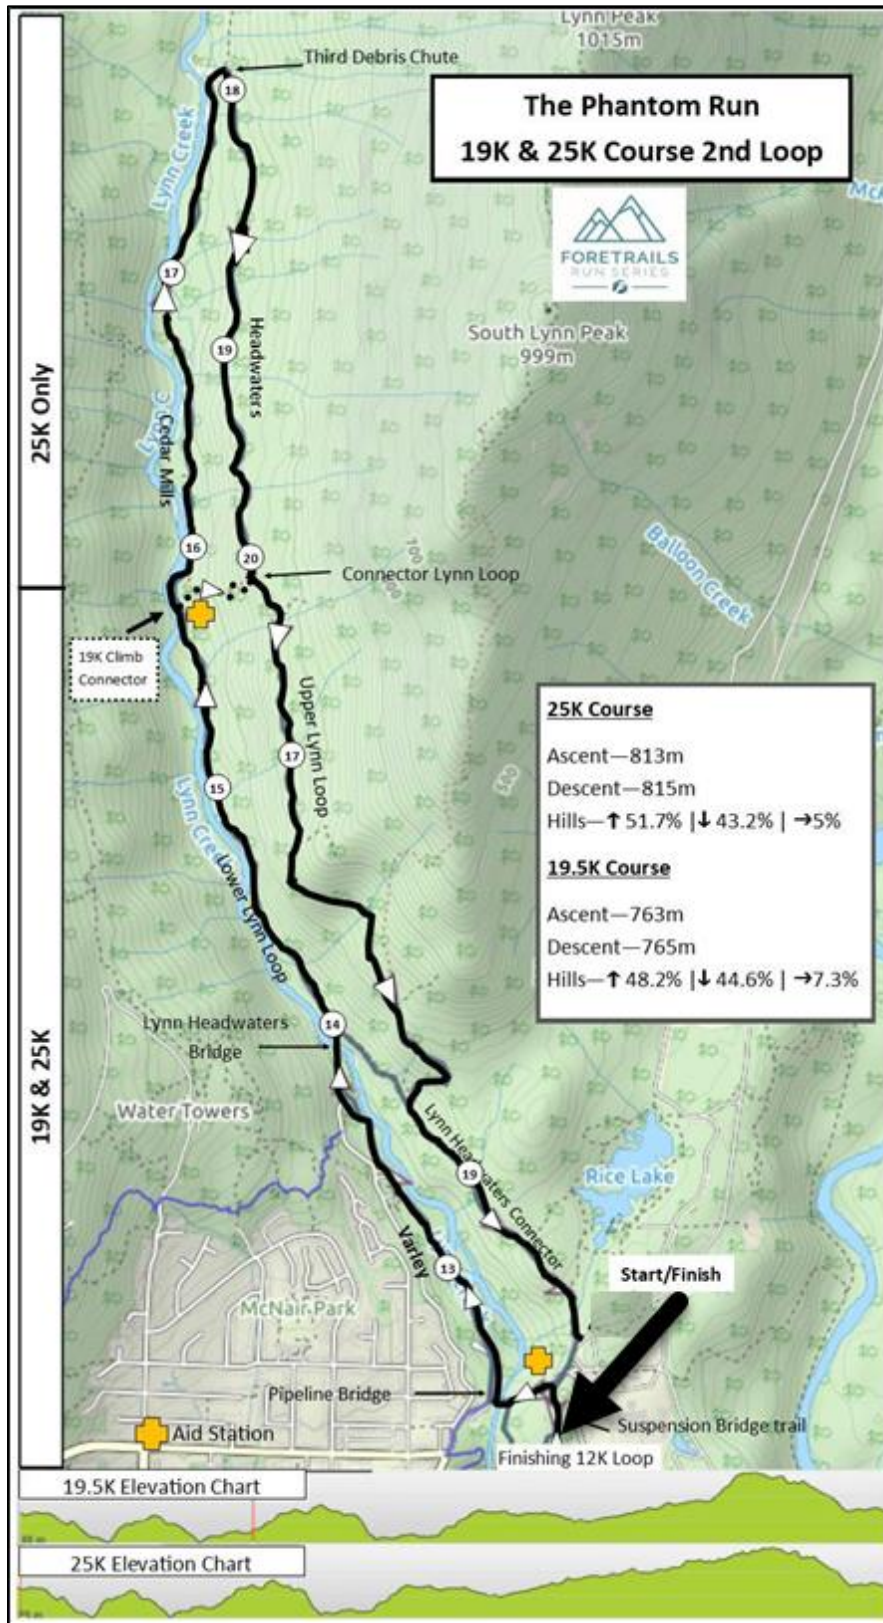 Lynn Peak
1015m
Third Debris Chute
The Phantom Run
19K & 25K Course 2nd Loop
18
Lynn Creek
FORETRAILS
RUN SERIES
17
Headwaters
19
South Lynn Peak
999m
25K Only
Cedar Mills
16
20
Connector Lynn Loop
Balloon Creek
19K Climb
Connector
Upper Lynn Loop
17
15
Lynn Creek
Lower Lynn Loop
25K Course
Ascent—813m
Descent—815m
Hills—↑ 51.7% |↓ 43.2% | →5%
19.5K Course
Ascent—763m
Descent—765m
Hills—↑ 48.2% |↓ 44.6% | →7.3%
14
Lynn Headwaters
Bridge
19K & 25K
Water Towers
Lynn Headwaters Connector
19
Rice Lake
Varley
13
Start/Finish
McNair Park
Pipeline Bridge
Aid Station
Suspension Bridge trail
Finishing 12K Loop
19.5K Elevation Chart
25K Elevation Chart